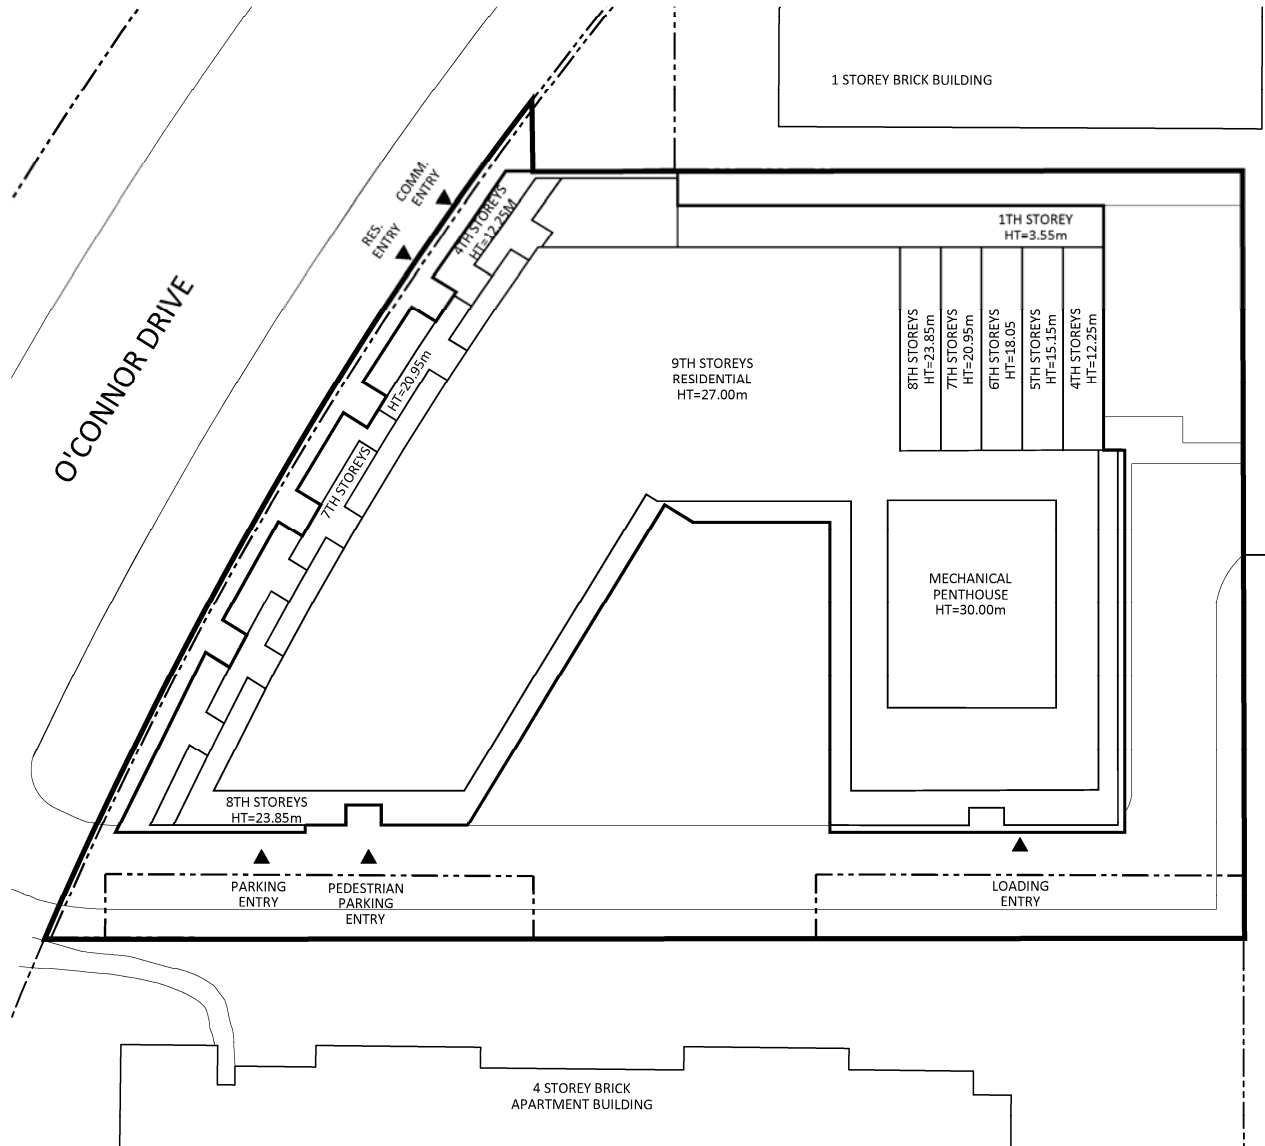 1 STOREY BRICK BUILDING
COMM.
ENTRY
RES.
ENTRY
4TH STOREYS
HT=12.25M
1TH STOREY
HT=3.55m
O'CONNOR DRIVE
8TH STOREYS
HT=23.85m
7TH STOREYS
HT=20.95m
6TH STOREYS
HT=18.05
5TH STOREYS
HT=15.15m
4TH STOREYS
HT=12.25m
9TH STOREYS
RESIDENTIAL
HT=27.00m
7TH STOREYS
HT=20.95m
MECHANICAL
PENTHOUSE
HT=30.00m
8TH STOREYS
HT=23.85m
PARKING
ENTRY
PEDESTRIAN
PARKING
ENTRY
LOADING
ENTRY
4 STOREY BRICK
APARTMENT BUILDING